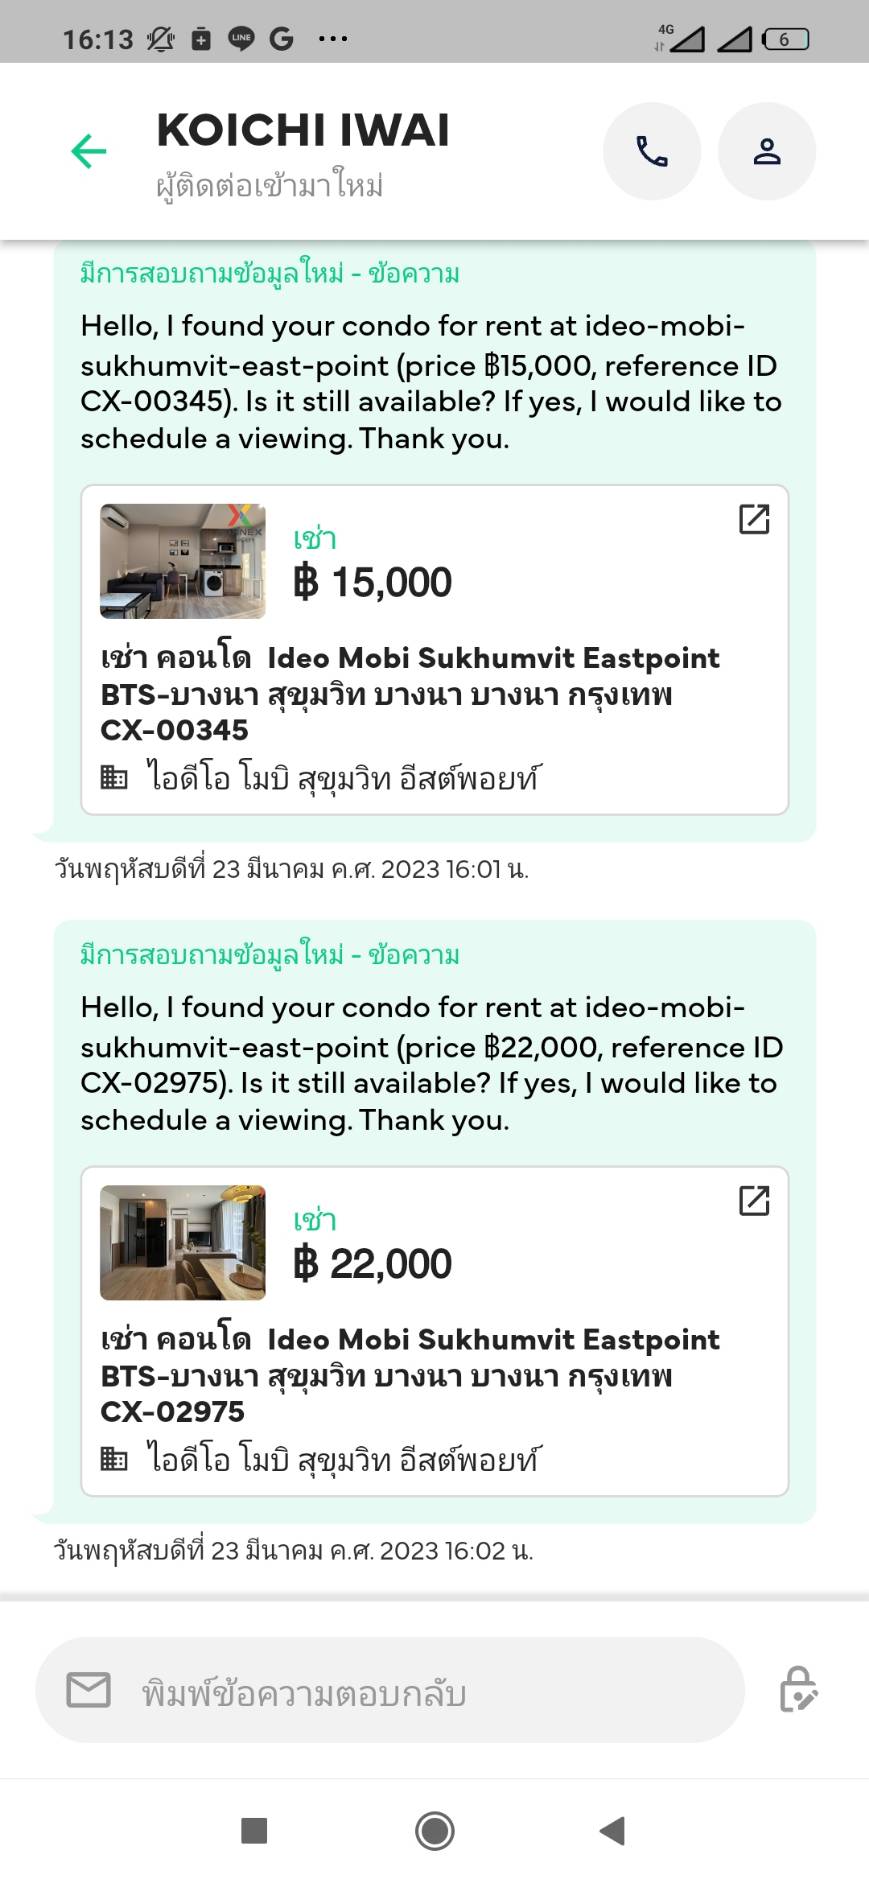 16:13
LINE
G
4G
6
KOICHI IWAI
ผู้ติดต่อเข้ามาใหม่
มีการสอบถามข้อมูลใหม่ - ข้อความ
Hello, I found your condo for rent at ideo-mobi-
sukhumvit-east-point (price ฿15,000, reference ID
CX-00345). Is it still available? If yes, I would like to
schedule a viewing. Thank you.
เช่า
฿ 15,000
เช่า คอนโด Ideo Mobi Sukhumvit Eastpoint
BTS-บางนา สุขุมวิท บางนา บางนา กรุงเทพ
CX-00345
ไอดีโอ โมบิ สุขุมวิท อีสต์พอยท์
วันพฤหัสบดีที่ 23 มีนาคม ค.ศ. 2023 16:01 น.
มีการสอบถามข้อมูลใหม่ - ข้อความ
Hello, I found your condo for rent at ideo-mobi-
sukhumvit-east-point (price ฿22,000, reference ID
CX-02975). Is it still available? If yes, I would like to
schedule a viewing. Thank you.
เช่า
฿ 22,000
เช่า คอนโด Ideo Mobi Sukhumvit Eastpoint
BTS-บางนา สุขุมวิท บางนา บางนา กรุงเทพ
CX-02975
ไอดีโอ โมบิ สุขุมวิท อีสต์พอยท์
วันพฤหัสบดีที่ 23 มีนาคม ค.ศ. 2023 16:02 น.
พิมพ์ข้อความตอบกลับ